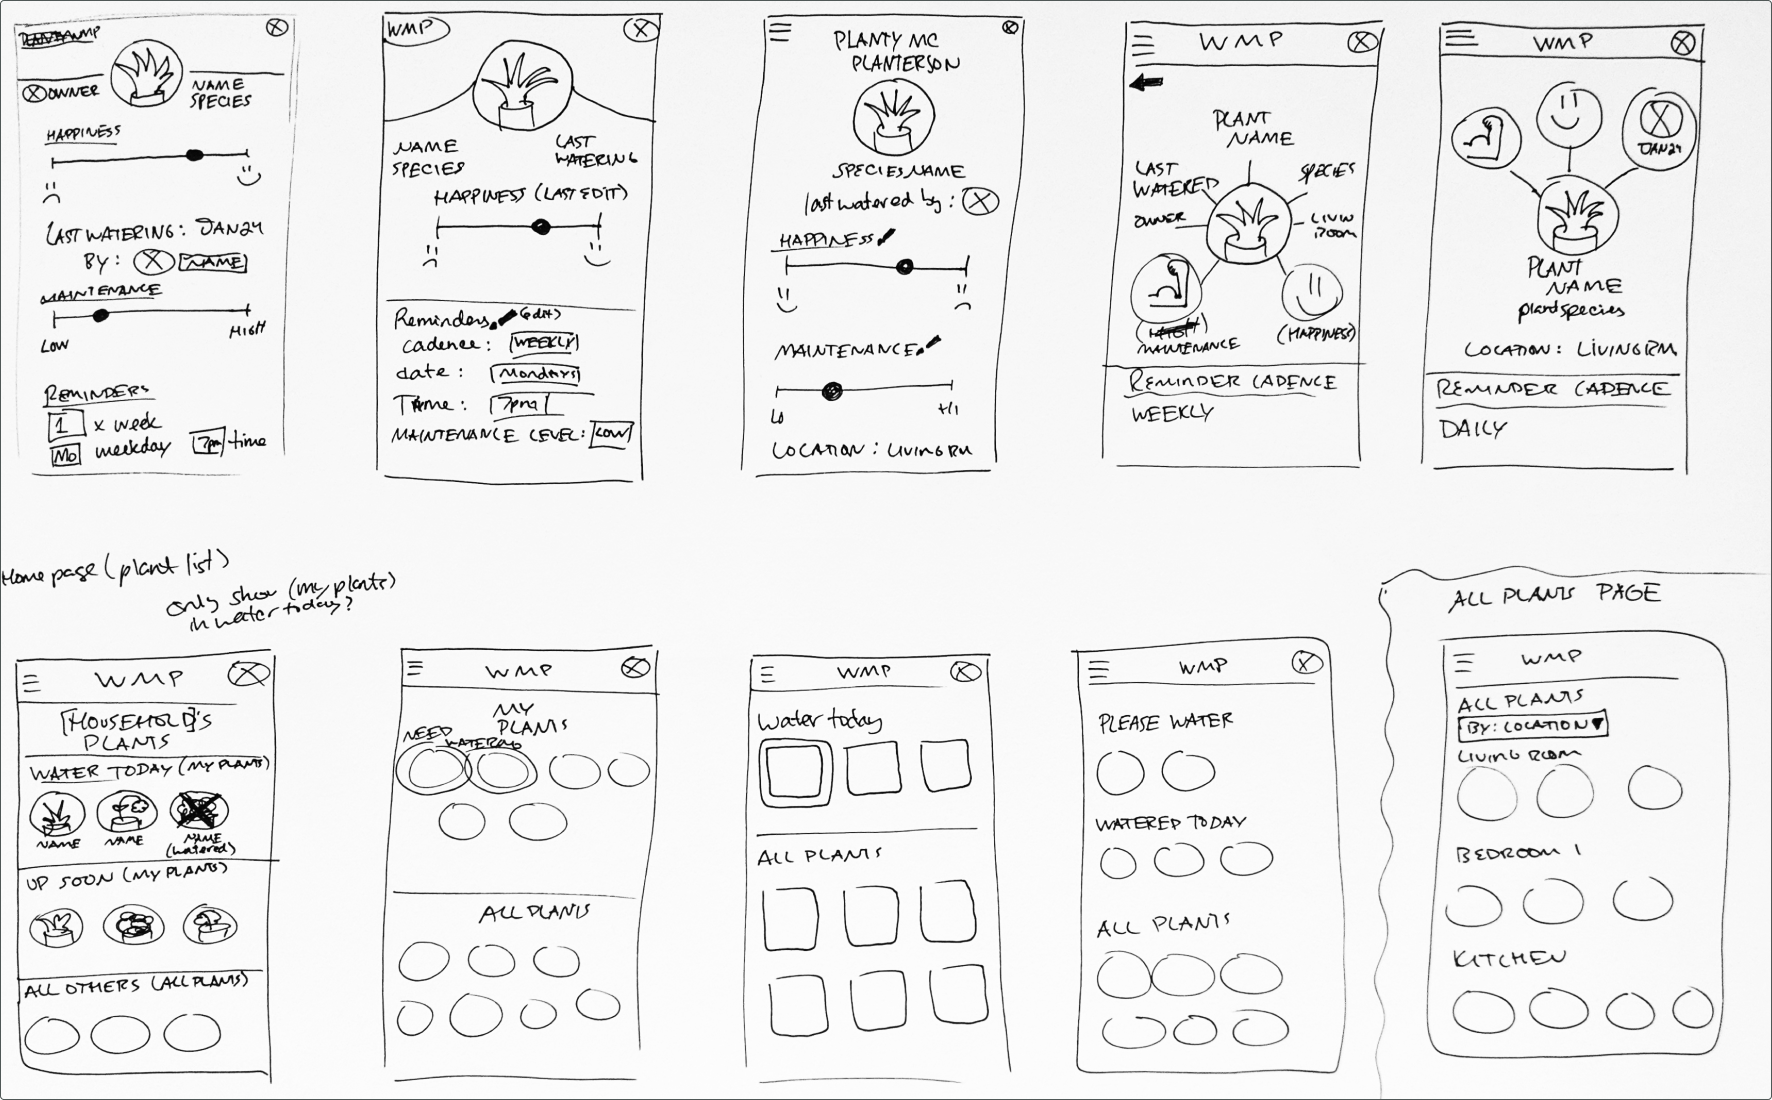 WMP
OWNER
NAME
SPECIES
HAPPINESS
LAST WATERING: JAN 24
BY: NAME
MAINTENANCE
LOW
HIGH
REMINDERS
1 x week
Mo weekday 7pm time
WMP
NAME
SPECIES
LAST
WATERING
HAPPINESS (LAST EDIT)
Reminders (edit)
cadence: WEEKLY
date: Mondays
Time: 7pm
MAINTENANCE LEVEL: LOW
PLANTY MC
PLANTERSON
SPECIES NAME
last watered by:
HAPPINESS
MAINTENANCE
LO
HI
LOCATION: LIVING RM
WMP
PLANT
NAME
LAST
WATERED
SPECIES
OWNER
LIVIN
ROOM
MAINTENANCE
(HAPPINESS)
REMINDER CADENCE
WEEKLY
WMP
JAN 24
PLANT
NAME
plant species
LOCATION: LIVING RM
REMINDER CADENCE
DAILY
Home page (plant list)
only show (my plants)
in water today?
WMP
[HOUSEHOLD]'S
PLANTS
WATER TODAY (MY PLANTS)
NAME
NAME
NAME
(watered)
UP SOON (MY PLANTS)
ALL OTHERS (ALL PLANTS)
WMP
MY
PLANTS
NEED
WATERING
ALL PLANTS
WMP
Water today
ALL PLANTS
WMP
PLEASE WATER
WATERED TODAY
ALL PLANTS
ALL PLANTS PAGE
WMP
ALL PLANTS
BY: LOCATION
LIVING ROOM
BEDROOM 1
KITCHEN